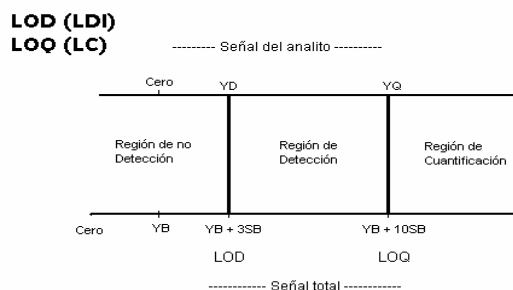 LOD (LDI)
LOQ (LC)
--------- Señal del analito ----------
Cero YD YQ
Región de no
Detección
Región de
Detección
Región de
Cuantificación
Cero YB YB + 3SB YB + 10SB
LOD LOQ
------------ Señal total ------------